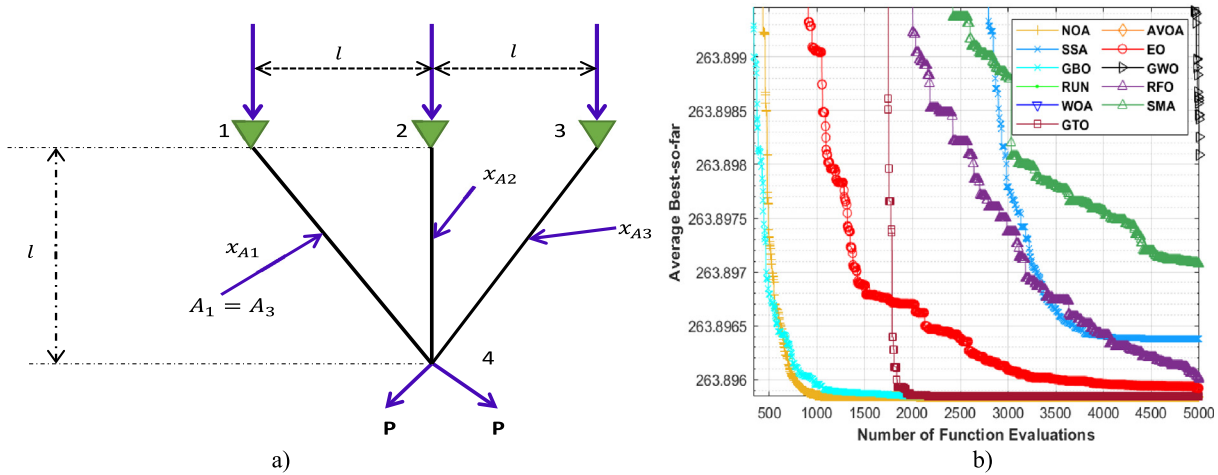 l
l
1
2
3
x_{A2}
x_{A1}
x_{A3}
l
A_1 = A_3
4
P
P
a)
263.899
263.8985
263.898
263.8975
263.897
263.8965
263.896
Average Best-so-far
500
1000
1500
2000
2500
3000
3500
4000
4500
5000
Number of Function Evaluations
NOA
SSA
GBO
RUN
WOA
GTO
AVOA
EO
GWO
RFO
SMA
b)